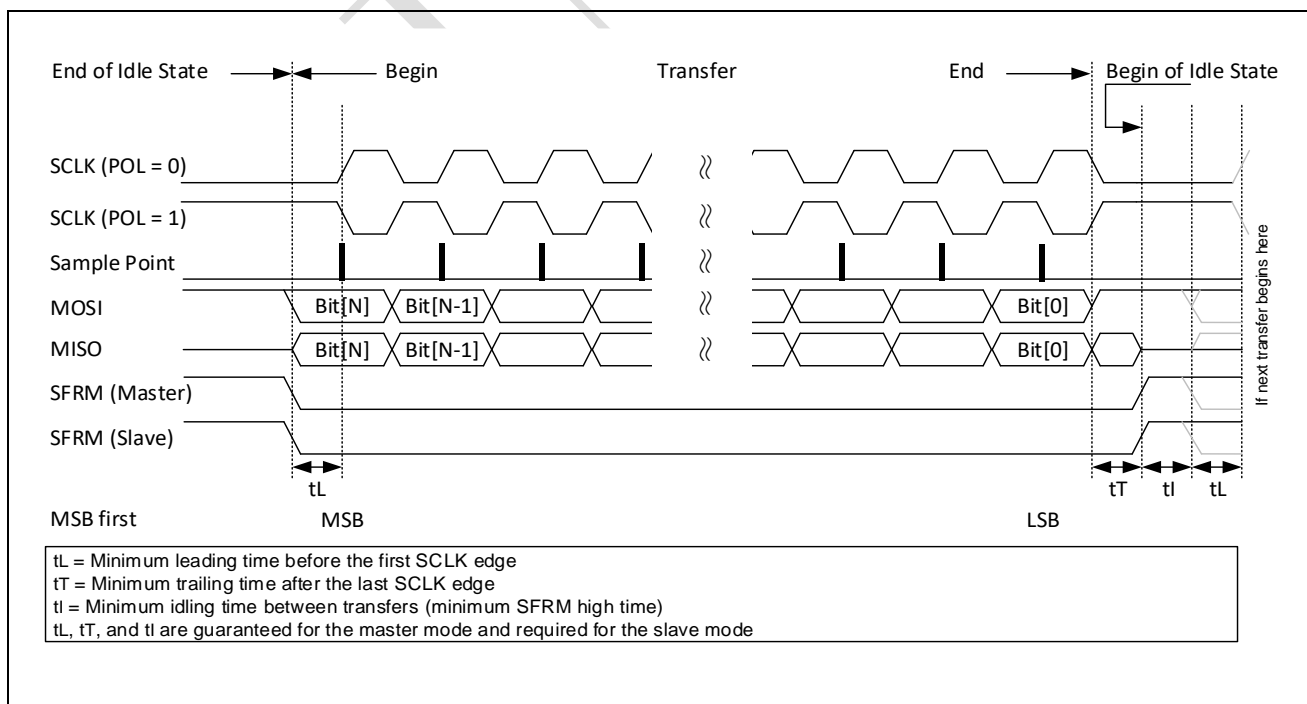 End of Idle State Begin Transfer End Begin of Idle State
SCLK (POL = 0)
SCLK (POL = 1)
Sample Point
MOSI Bit[N] Bit[N-1] Bit[0]
MISO Bit[N] Bit[N-1] Bit[0]
SFRM (Master)
SFRM (Slave)
If next transfer begins here
tL tT tI tL
MSB first MSB LSB
tL = Minimum leading time before the first SCLK edge
tT = Minimum trailing time after the last SCLK edge
tI = Minimum idling time between transfers (minimum SFRM high time)
tL, tT, and tI are guaranteed for the master mode and required for the slave mode